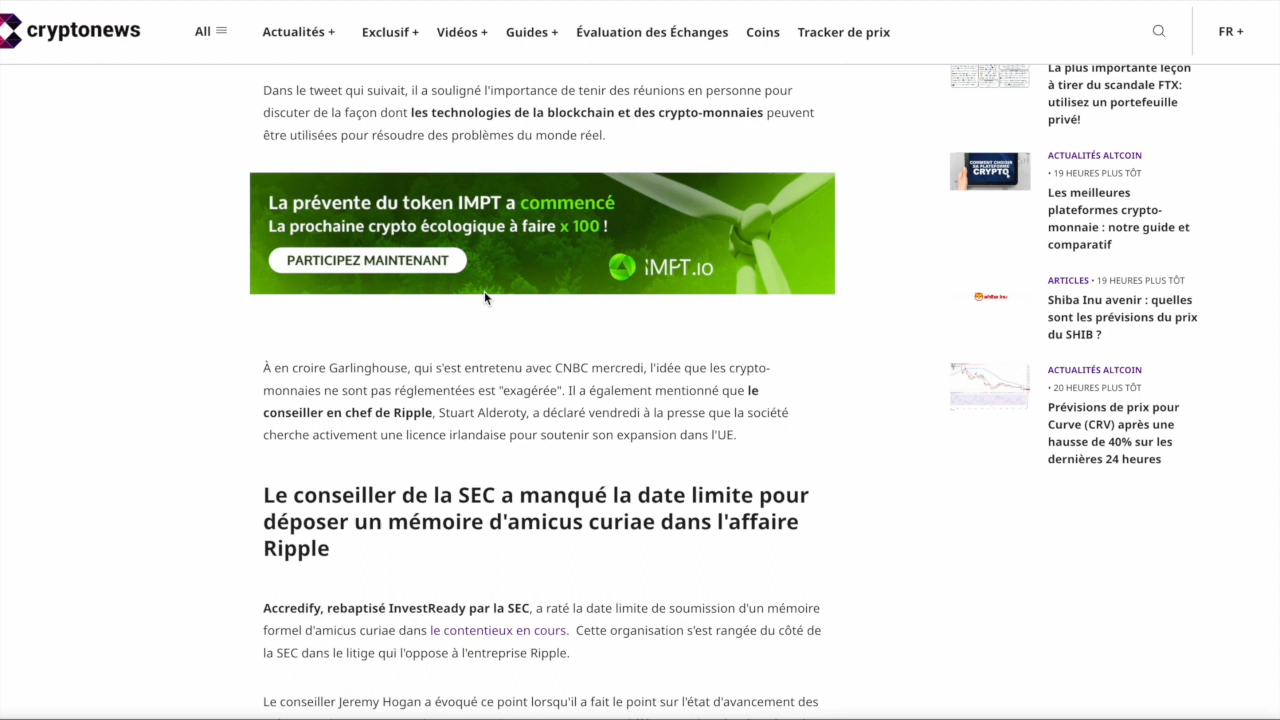 cryptonews
All
Actualités +
Exclusif +
Vidéos +
Guides +
Évaluation des Échanges
Coins
Tracker de prix
FR +
qui suivait, il a souligné l'importance de tenir des réunions en personne pour
discuter de la façon dont les technologies de la blockchain et des crypto-monnaies peuvent
être utilisées pour résoudre des problèmes du monde réel.
La prévente du token IMPT a commencé
La prochaine crypto écologique à faire x 100 !
PARTICIPEZ MAINTENANT
iMPT.io
À en croire Garlinghouse, qui s'est entretenu avec CNBC mercredi, l'idée que les crypto-
monnaies ne sont pas réglementées est "exagérée". Il a également mentionné que le
conseiller en chef de Ripple, Stuart Alderoty, a déclaré vendredi à la presse que la société
cherche activement une licence irlandaise pour soutenir son expansion dans l'UE.
Le conseiller de la SEC a manqué la date limite pour
déposer un mémoire d'amicus curiae dans l'affaire
Ripple
Accredify, rebaptisé InvestReady par la SEC, a raté la date limite de soumission d'un mémoire
formel d'amicus curiae dans le contentieux en cours. Cette organisation s'est rangée du côté de
la SEC dans le litige qui l'oppose à l'entreprise Ripple.
Le conseiller Jeremy Hogan a évoqué ce point lorsqu'il a fait le point sur l'état d'avancement des
La plus importante leçon
à tirer du scandale FTX:
utilisez un portefeuille
privé!
COMMENT CHOISIR
SA PLATEFORME
CRYPTO
ACTUALITÉS ALTCOIN
• 19 HEURES PLUS TÔT
Les meilleures
plateformes crypto-
monnaie : notre guide et
comparatif
shiba inu
ARTICLES • 19 HEURES PLUS TÔT
Shiba Inu avenir : quelles
sont les prévisions du prix
du SHIB ?
ACTUALITÉS ALTCOIN
• 20 HEURES PLUS TÔT
Prévisions de prix pour
Curve (CRV) après une
hausse de 40% sur les
dernières 24 heures